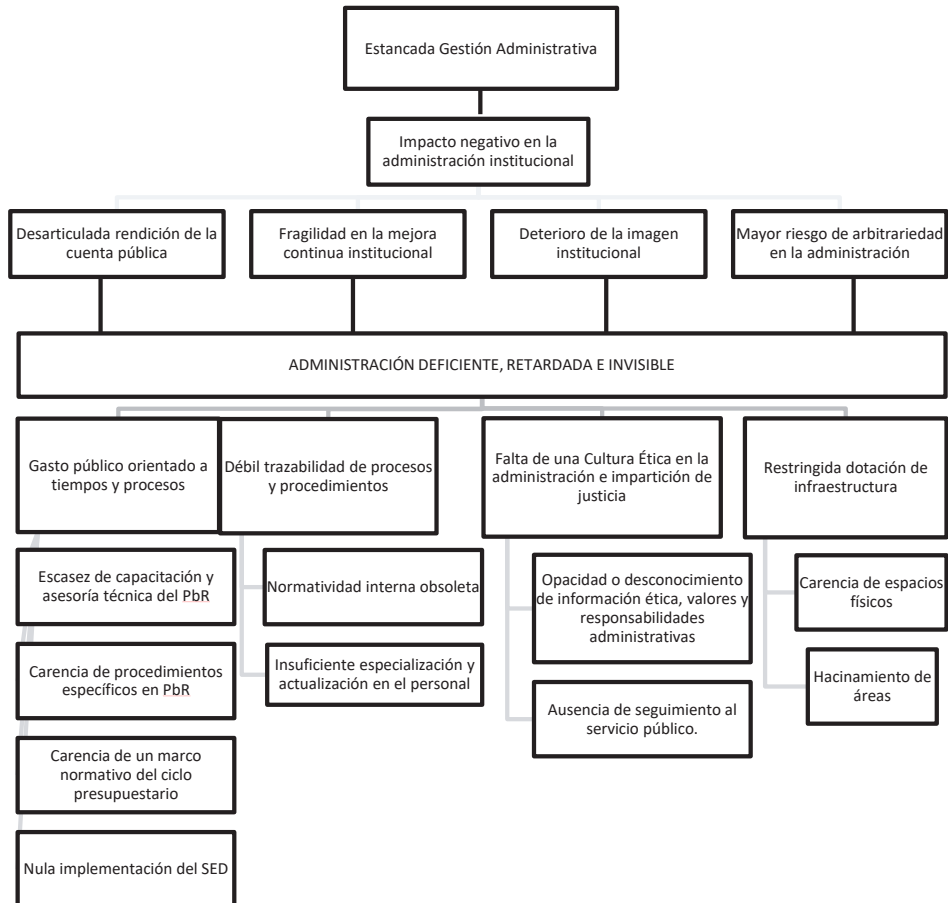 Estancada Gestión Administrativa
Impacto negativo en la
administración institucional
Desarticulada rendición de la
cuenta pública
Fragilidad en la mejora
continua institucional
Deterioro de la imagen
institucional
Mayor riesgo de arbitrariedad
en la administración
ADMINISTRACIÓN DEFICIENTE, RETARDADA E INVISIBLE
Gasto público orientado a
tiempos y procesos
Débil trazabilidad de procesos
y procedimientos
Falta de una Cultura Ética en la
administración e impartición de
justicia
Restringida dotación de
infraestructura
Escasez de capacitación y
asesoría técnica del PbR
Carencia de procedimientos
específicos en PbR
Carencia de un marco
normativo del ciclo
presupuestario
Nula implementación del SED
Normatividad interna obsoleta
Insuficiente especialización y
actualización en el personal
Opacidad o desconocimiento
de información ética, valores y
responsabilidades
administrativas
Ausencia de seguimiento al
servicio público.
Carencia de espacios
físicos
Hacinamiento de
áreas